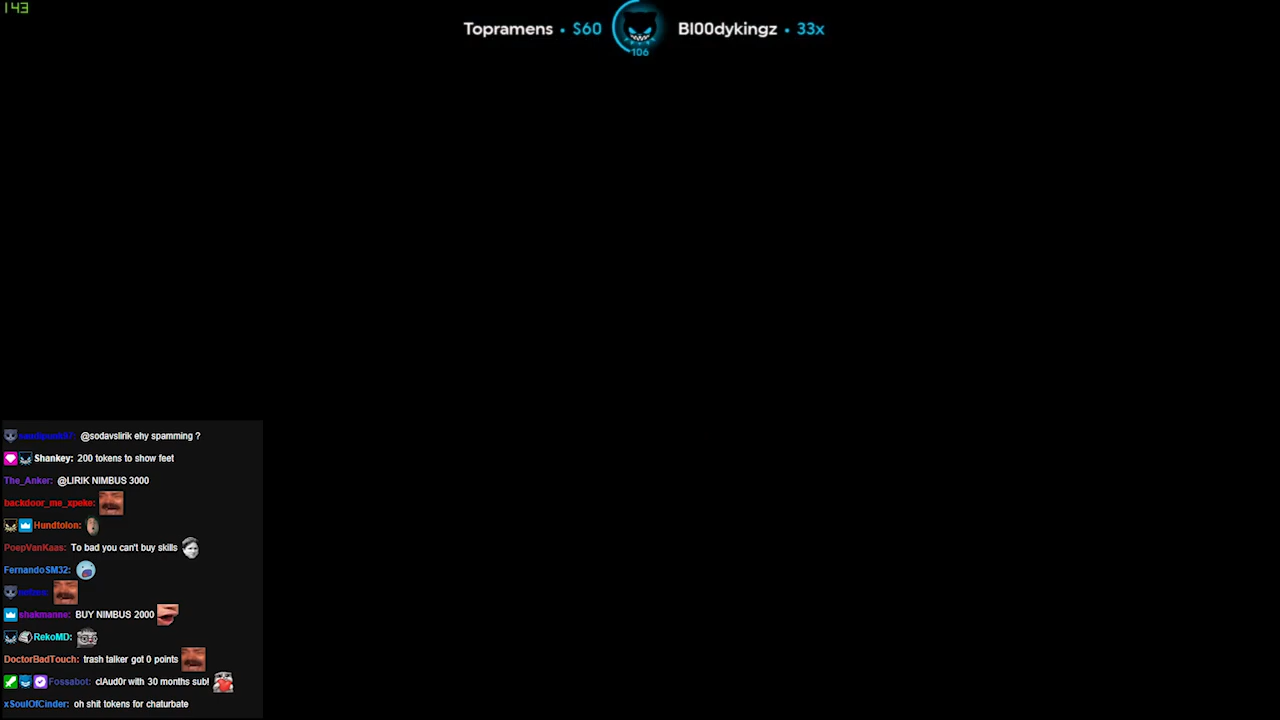 143
Topramens • $60
106
Bl00dykingz • 33x
@sodavslirik ehy spamming ?
Shankey: 200 tokens to show feet
The_Anker: @LIRIK NIMBUS 3000
backdoor_me_xpeke:
Hundtolon:
PoepVanKaas: To bad you can't buy skills
FernandoSM32:
shakmanne: BUY NIMBUS 2000
RekoMD:
DoctorBadTouch: trash talker got 0 points
Fossabot: clAud0r with 30 months sub!
xSoulOfCinder: oh shit tokens for chaturbate